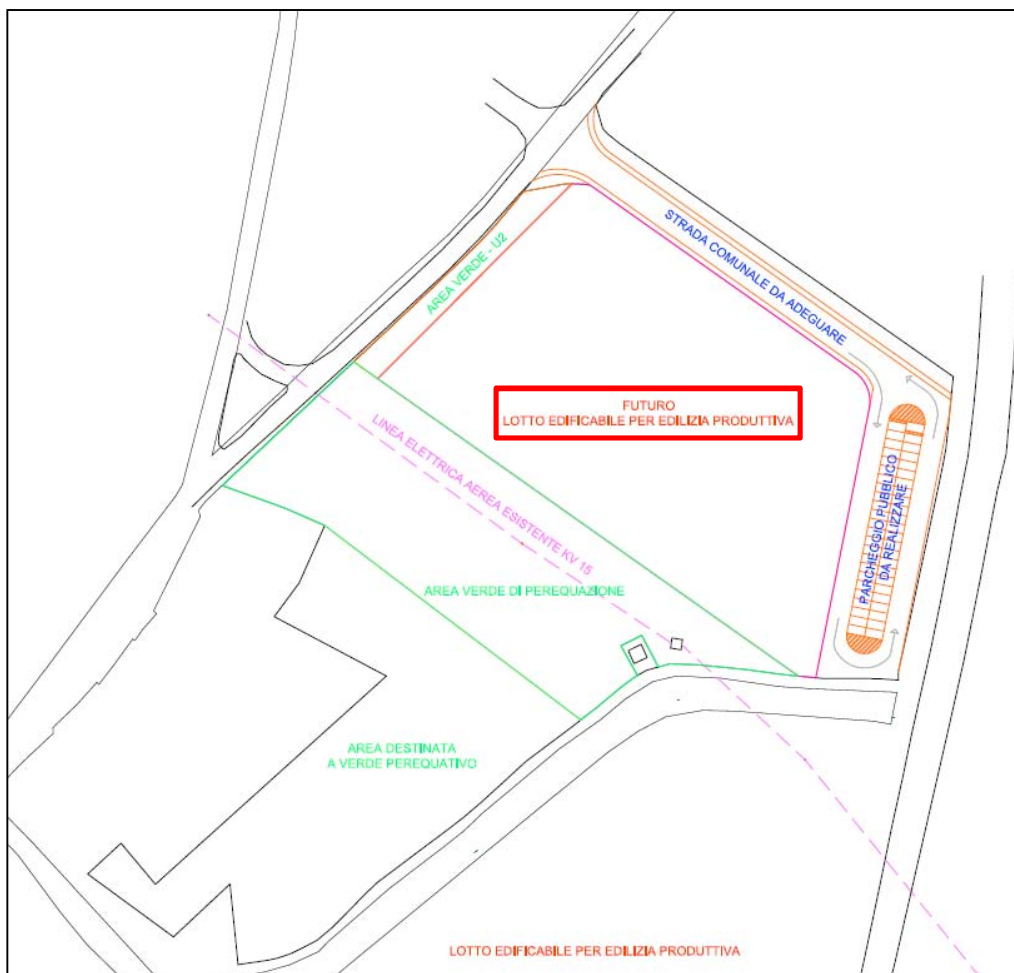 STRADA COMUNALE DA ADEGUARE
AREA VERDE - U2
FUTURO
LOTTO EDIFICABILE PER EDILIZIA PRODUTTIVA
LINEA ELETTRICA AEREA ESISTENTE KV 15
PARCHEGGIO PUBBLICO
DA REALIZZARE
AREA VERDE DI PEREQUAZIONE
AREA DESTINATA
A VERDE PEREQUATIVO
LOTTO EDIFICABILE PER EDILIZIA PRODUTTIVA